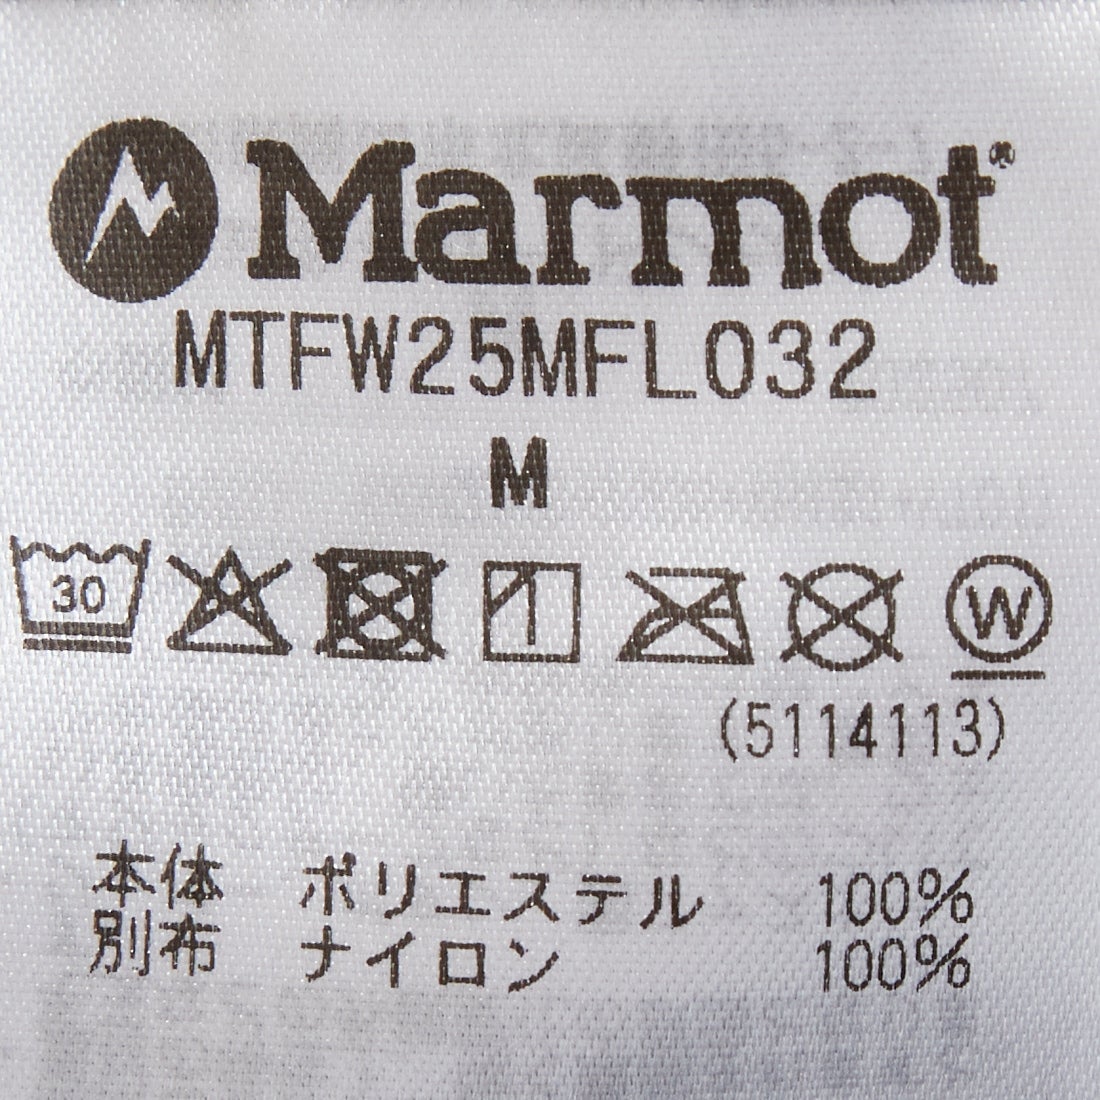 Marmot®
MTFW25MFL032
M
30 W
(5114113)
本体 ポリエステル 100%
別布 ナイロン 100%